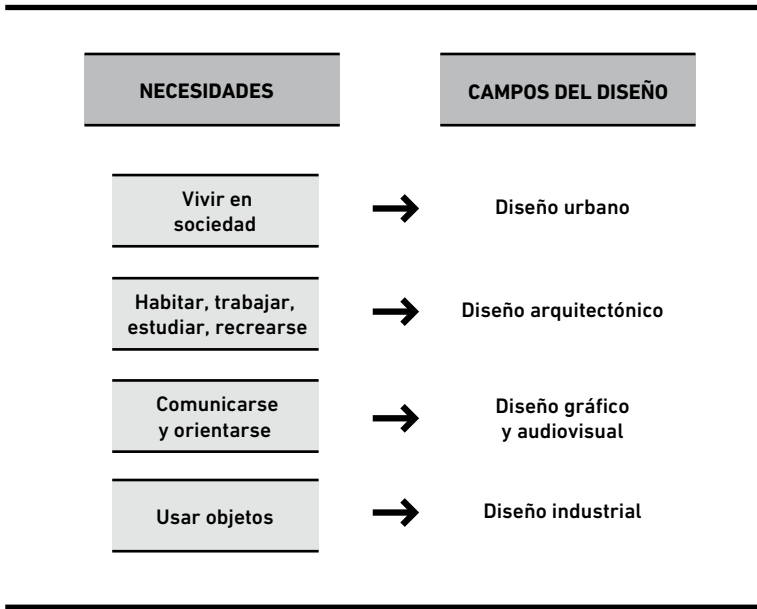 NECESIDADES
CAMPOS DEL DISEÑO
Vivir en
sociedad
Diseño urbano
Habitar, trabajar,
estudiar, recrearse
Diseño arquitectónico
Comunicarse
y orientarse
Diseño gráfico
y audiovisual
Usar objetos
Diseño industrial